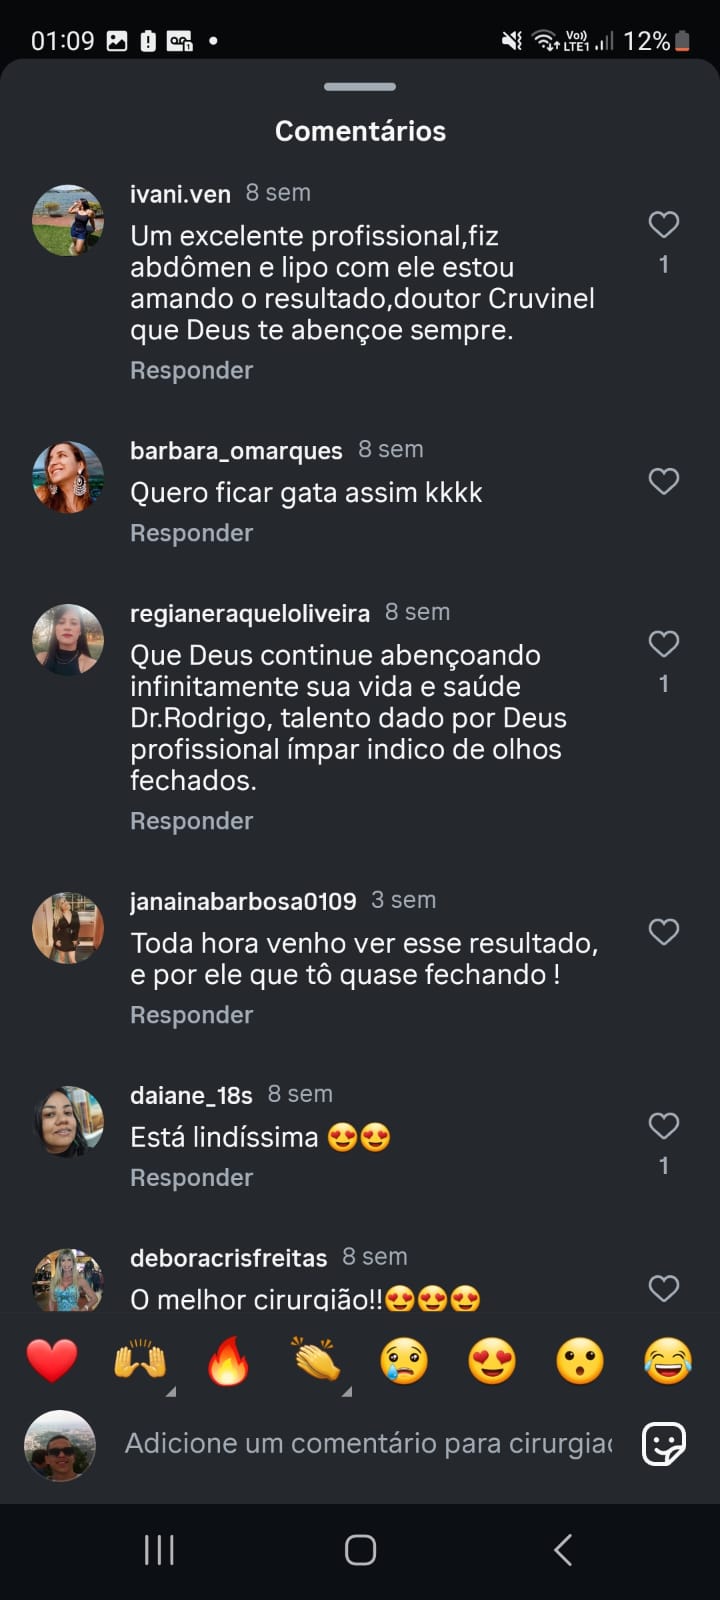 01:09
Vo))
LTE1
12%
Comentários
ivani.ven 8 sem
Um excelente profissional,fiz
abdômen e lipo com ele estou
amando o resultado,doutor Cruvinel
que Deus te abençoe sempre.
1
Responder
barbara_omarques 8 sem
Quero ficar gata assim kkkk
Responder
regianeraqueloliveira 8 sem
Que Deus continue abençoando
infinitamente sua vida e saúde
Dr.Rodrigo, talento dado por Deus
profissional ímpar indico de olhos
fechados.
1
Responder
janainabarbosa0109 3 sem
Toda hora venho ver esse resultado,
e por ele que tô quase fechando !
Responder
daiane_18s 8 sem
Está lindíssima 😍😍
1
Responder
deboracrisfreitas 8 sem
O melhor cirurgião!!😍😍😍
Adicione um comentário para cirurgiao